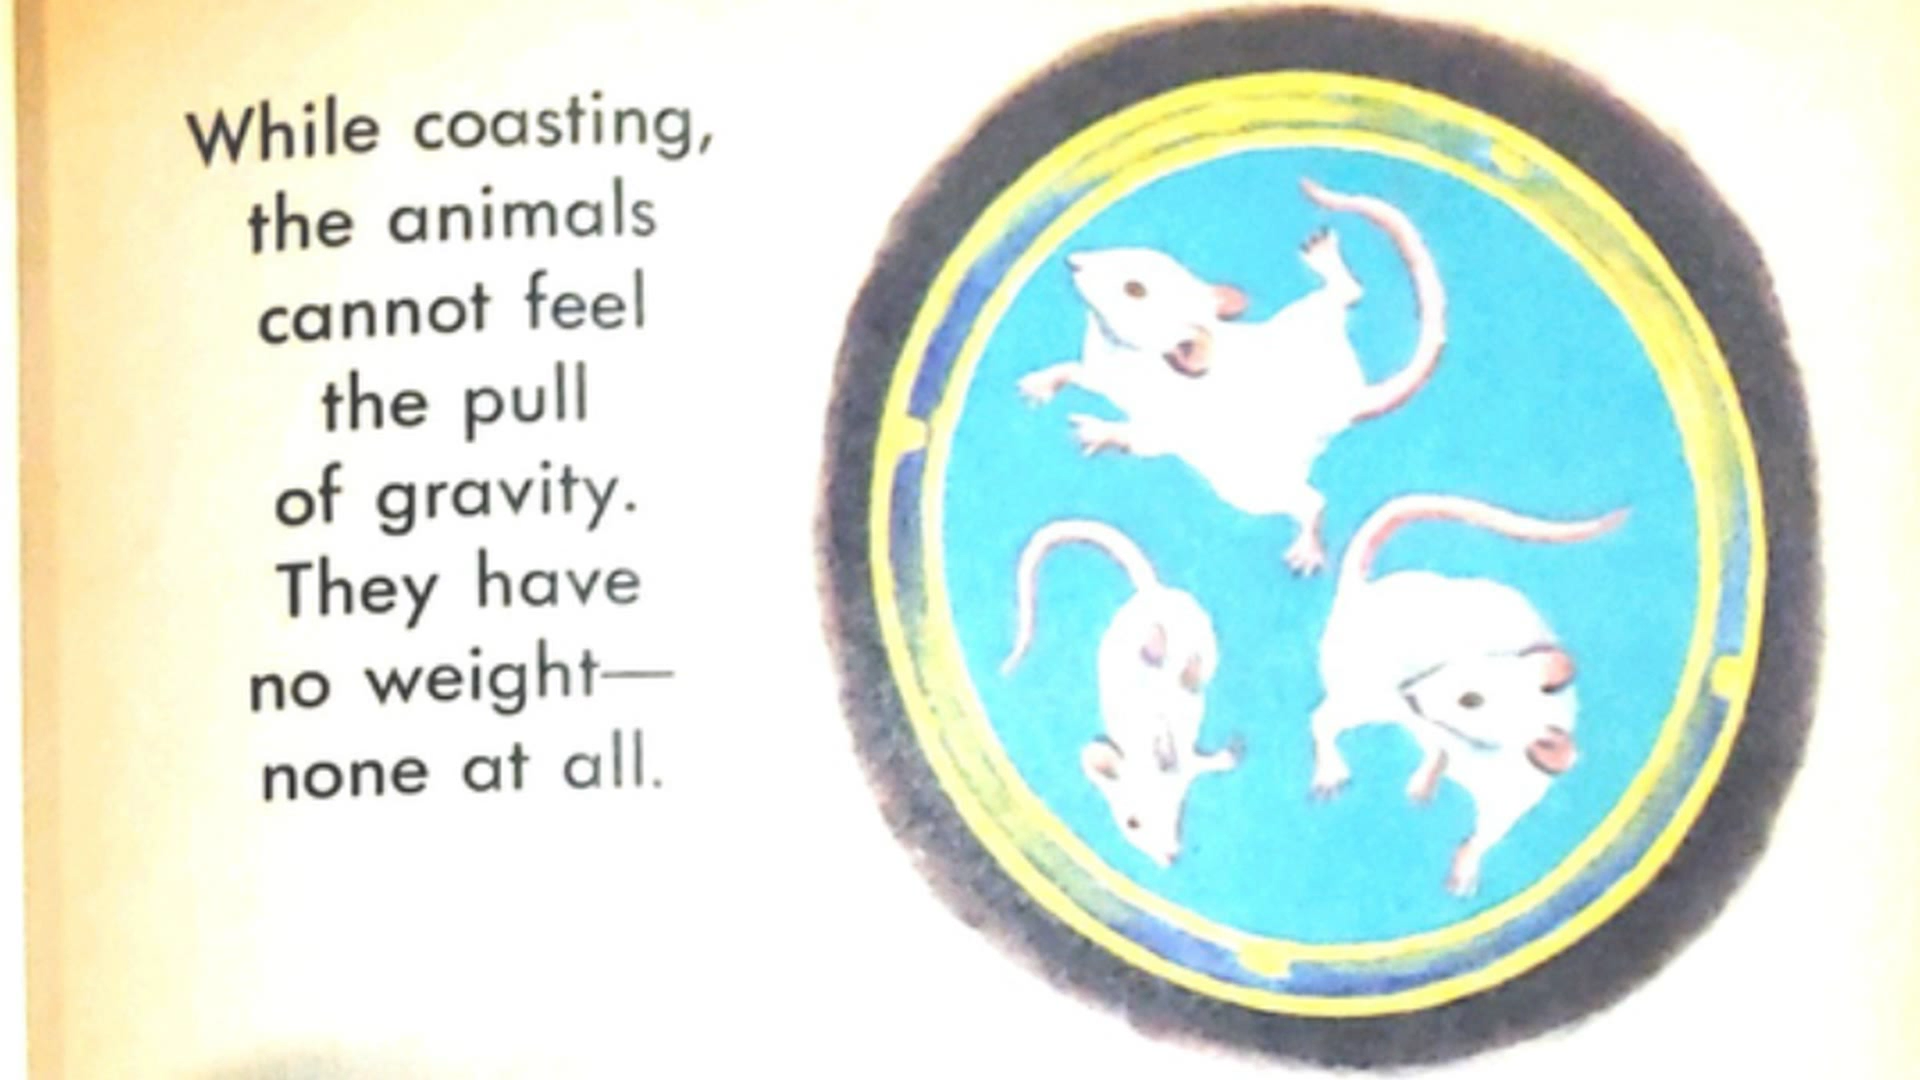 While coasting,
the animals
cannot feel
the pull
of gravity.
They have
no weight—
none at all.